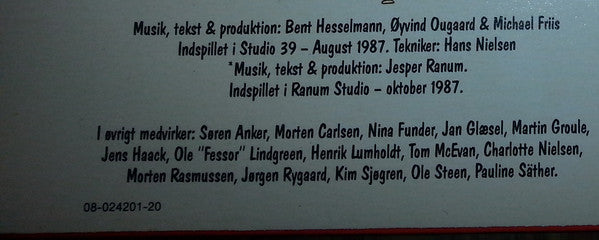 Musik, tekst & produktion: Bent Hesselmann, Øyvind Ougaard & Michael Friis
Indspillet i Studio 39 – August 1987. Tekniker: Hans Nielsen
*Musik, tekst & produktion: Jesper Ranum.
Indspillet i Ranum Studio – oktober 1987.
I øvrigt medvirker: Søren Anker, Morten Carlsen, Nina Funder, Jan Glæsel, Martin Groule,
Jens Haack, Ole "Fessor" Lindgreen, Henrik Lumholdt, Tom McEvan, Charlotte Nielsen,
Morten Rasmussen, Jørgen Rygaard, Kim Sjøgren, Ole Steen, Pauline Säther.
08-024201-20